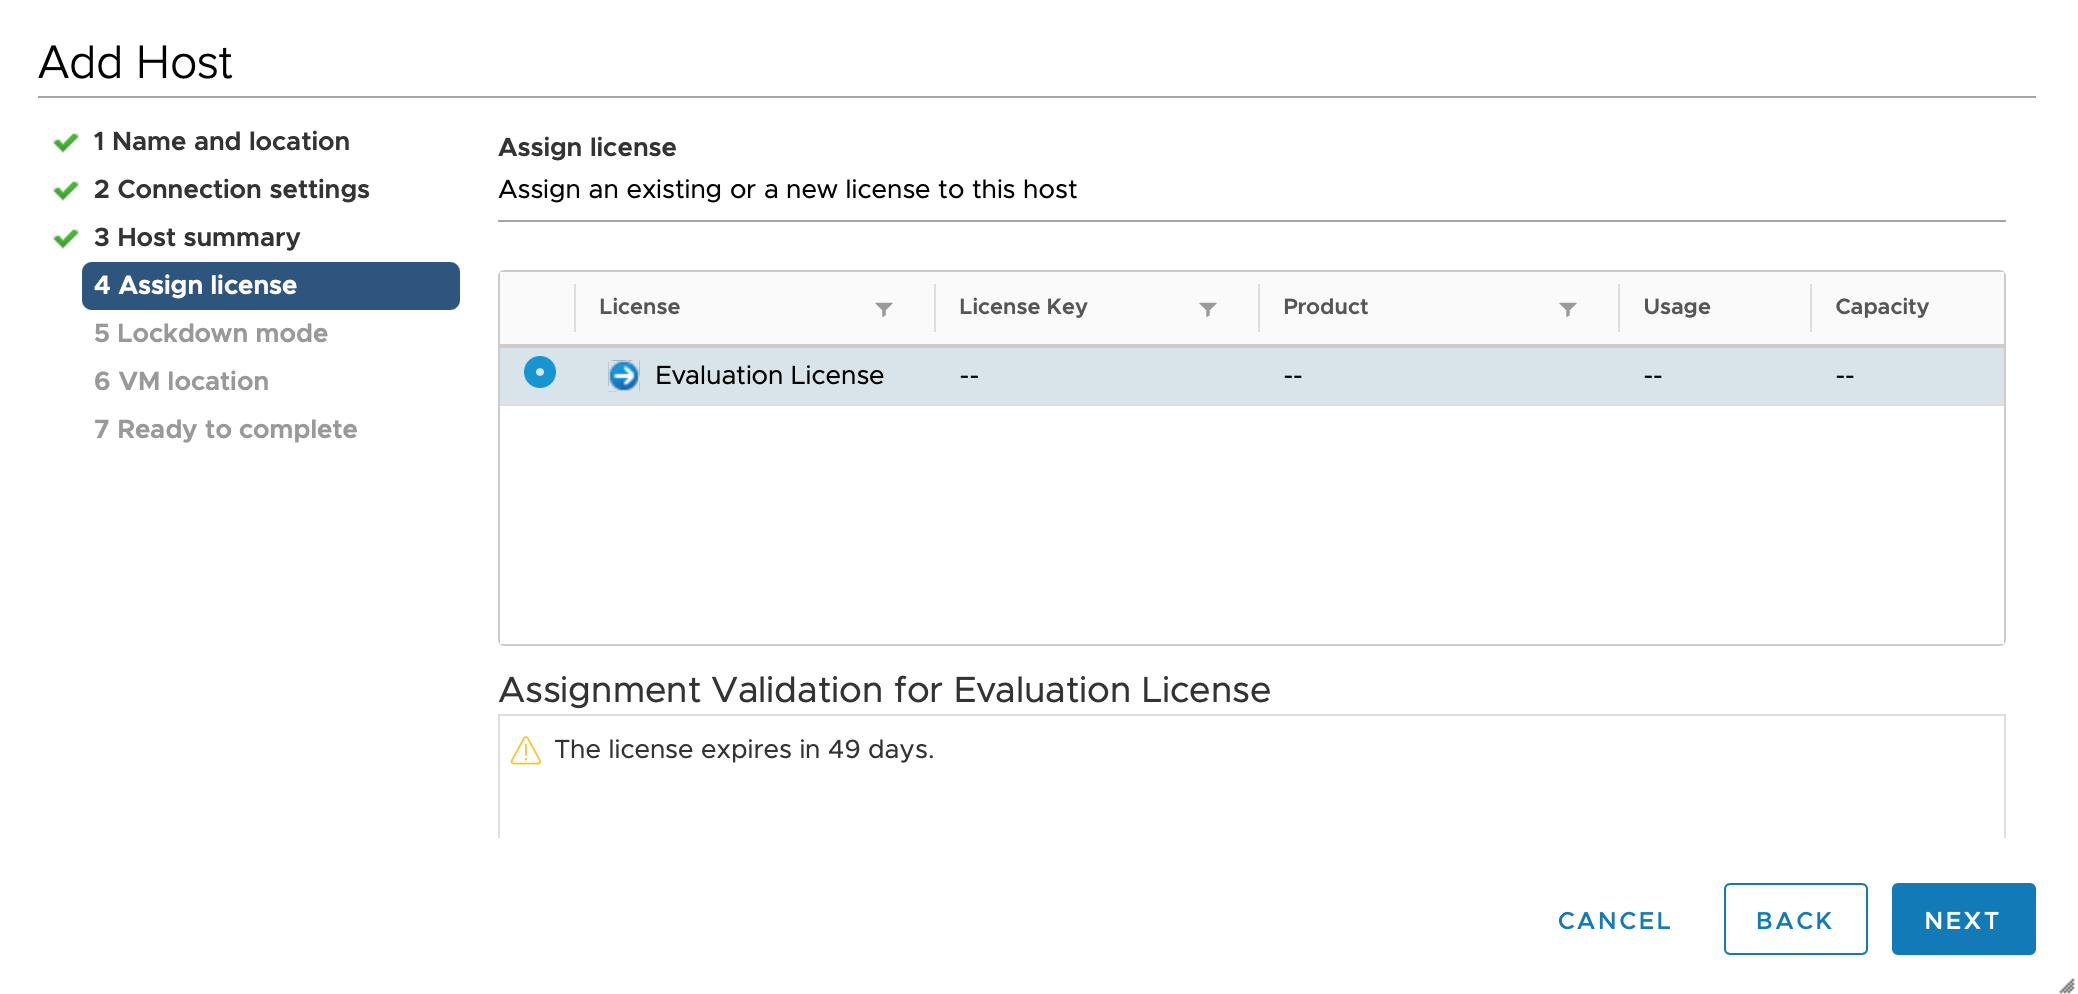 Add Host
1 Name and location
2 Connection settings
3 Host summary
4 Assign license
5 Lockdown mode
6 VM location
7 Ready to complete
Assign license
Assign an existing or a new license to this host
License License Key Product Usage Capacity
Evaluation License -- -- -- --
Assignment Validation for Evaluation License
The license expires in 49 days.
CANCEL BACK NEXT